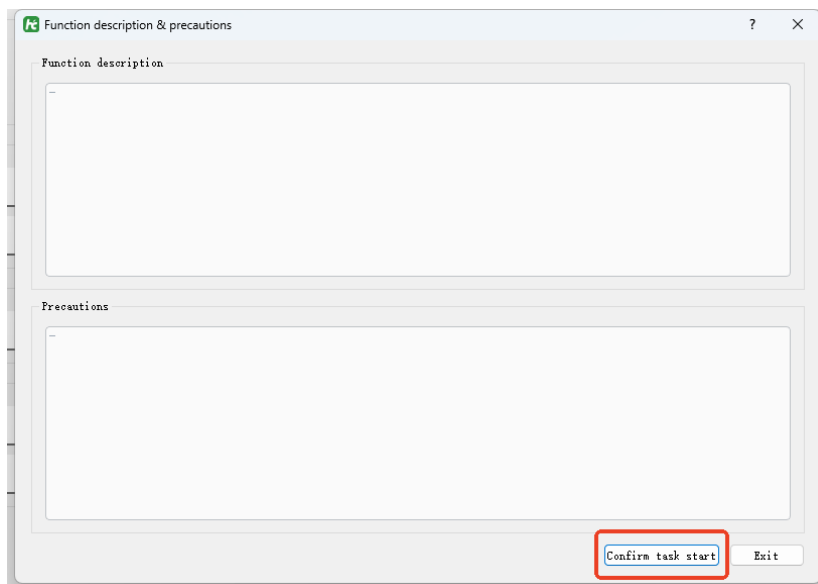 Function description & precautions
? ×
Function description
–
Precautions
–
Confirm task start Exit